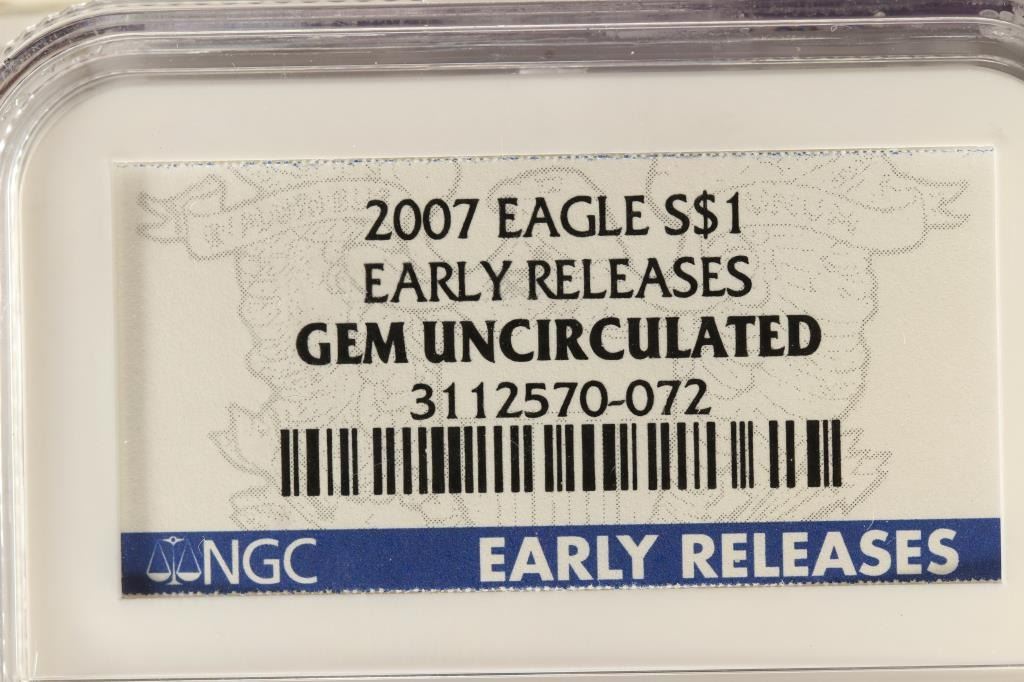 2007 EAGLE S$1
EARLY RELEASES
GEM UNCIRCULATED
3112570-072
NGC EARLY RELEASES